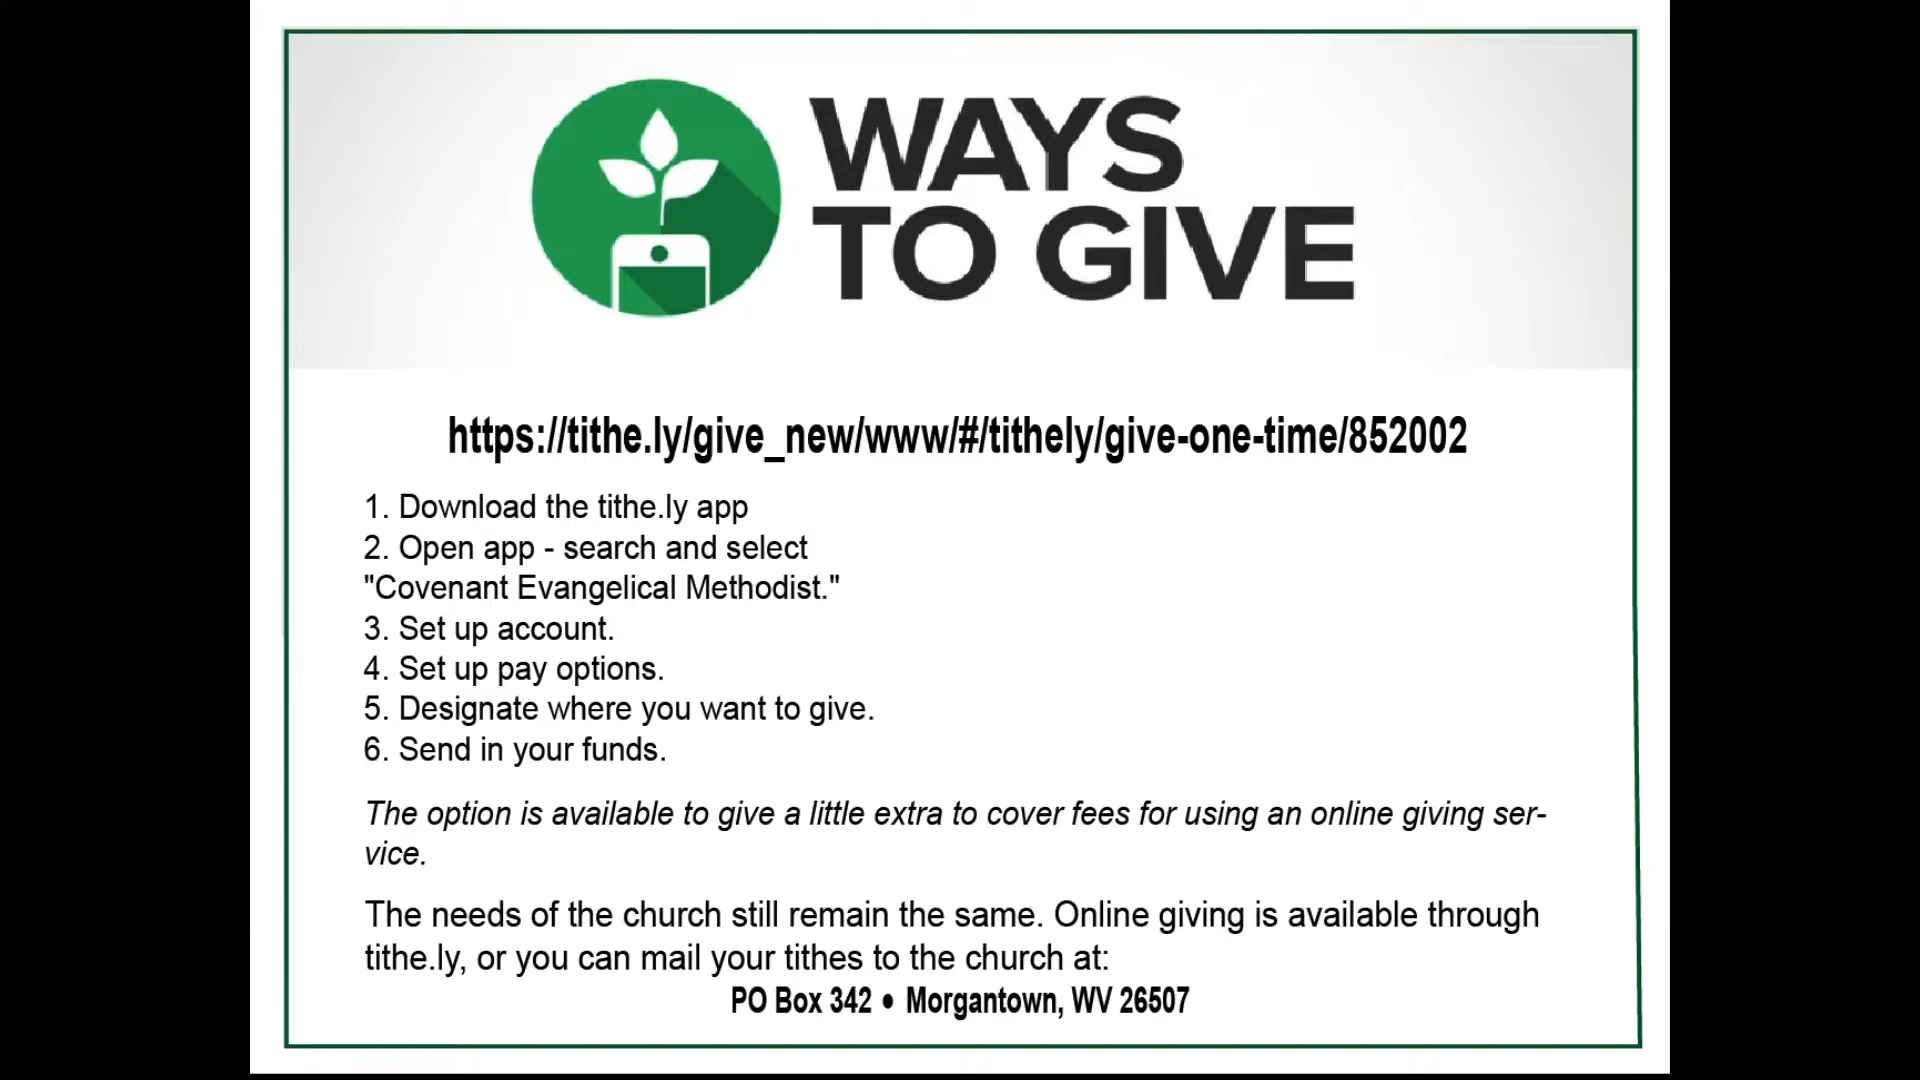 WAYS
TO GIVE
https://tithe.ly/give_new/www/#/tithely/give-one-time/852002
1. Download the tithe.ly app
2. Open app - search and select
"Covenant Evangelical Methodist."
3. Set up account.
4. Set up pay options.
5. Designate where you want to give.
6. Send in your funds.
The option is available to give a little extra to cover fees for using an online giving ser-
vice.
The needs of the church still remain the same. Online giving is available through
tithe.ly, or you can mail your tithes to the church at:
PO Box 342 • Morgantown, WV 26507